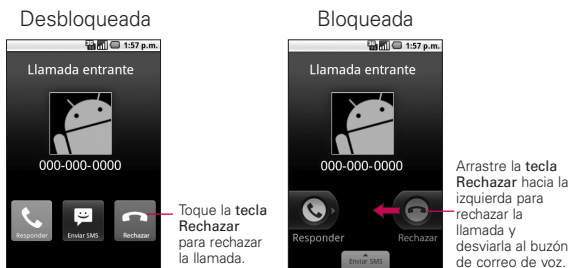 Desbloqueada
1:57 p.m.
Llamada entrante
000-000-0000
Responder
Enviar SMS
Rechazar
Toque la tecla
Rechazar
para rechazar
la llamada.
Bloqueada
3G
1:57 p.m.
Llamada entrante
000-000-0000
Responder
Rechazar
Enviar SMS
Arrastre la tecla
Rechazar hacia la
izquierda para
rechazar la
llamada y
desviarla al buzón
de correo de voz.